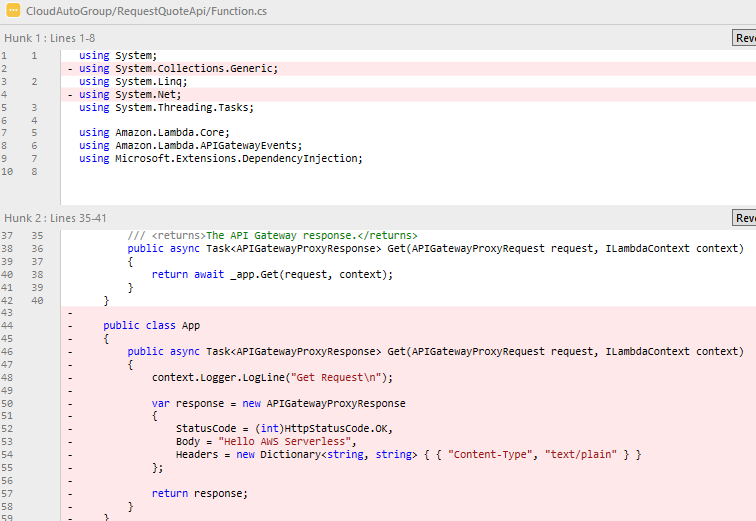 CloudAutoGroup/RequestQuoteApi/Function.cs
Hunk 1 : Lines 1-8
Reve
1 1 using System;
2 - using System.Collections.Generic;
3 2 using System.Linq;
4 - using System.Net;
5 3 using System.Threading.Tasks;
6 4
7 5 using Amazon.Lambda.Core;
8 6 using Amazon.Lambda.APIGatewayEvents;
9 7 using Microsoft.Extensions.DependencyInjection;
10 8
Hunk 2 : Lines 35-41
Reve
37 35 /// <returns>The API Gateway response.</returns>
38 36 public async Task<APIGatewayProxyResponse> Get(APIGatewayProxyRequest request, ILambdaContext context)
39 37 {
40 38 return await _app.Get(request, context);
41 39 }
42 40 }
43 -
44 - public class App
45 - {
46 - public async Task<APIGatewayProxyResponse> Get(APIGatewayProxyRequest request, ILambdaContext context)
47 - {
48 - context.Logger.LogLine("Get Request\n");
49 -
50 - var response = new APIGatewayProxyResponse
51 - {
52 - StatusCode = (int)HttpStatusCode.OK,
53 - Body = "Hello AWS Serverless",
54 - Headers = new Dictionary<string, string> { { "Content-Type", "text/plain" } }
55 - };
56 -
57 - return response;
58 - }
59 - }